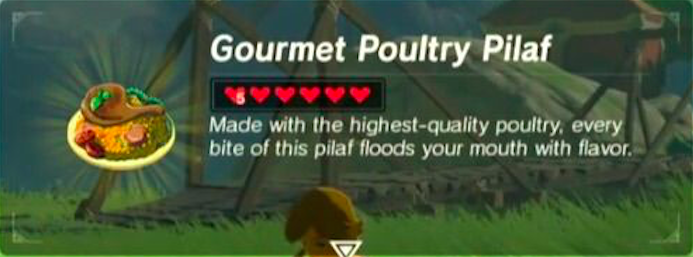 Gourmet Poultry Pilaf
5
Made with the highest-quality poultry, every
bite of this pilaf floods your mouth with flavor.